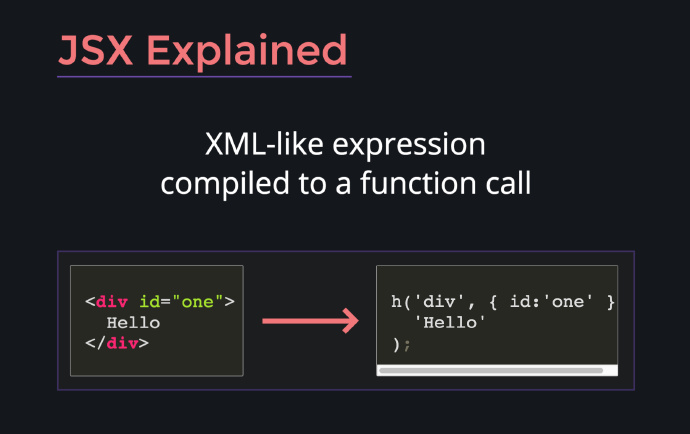 JSX Explained
XML-like expression
compiled to a function call
<div id="one">
Hello
</div>
h('div', { id:'one' }
'Hello'
);